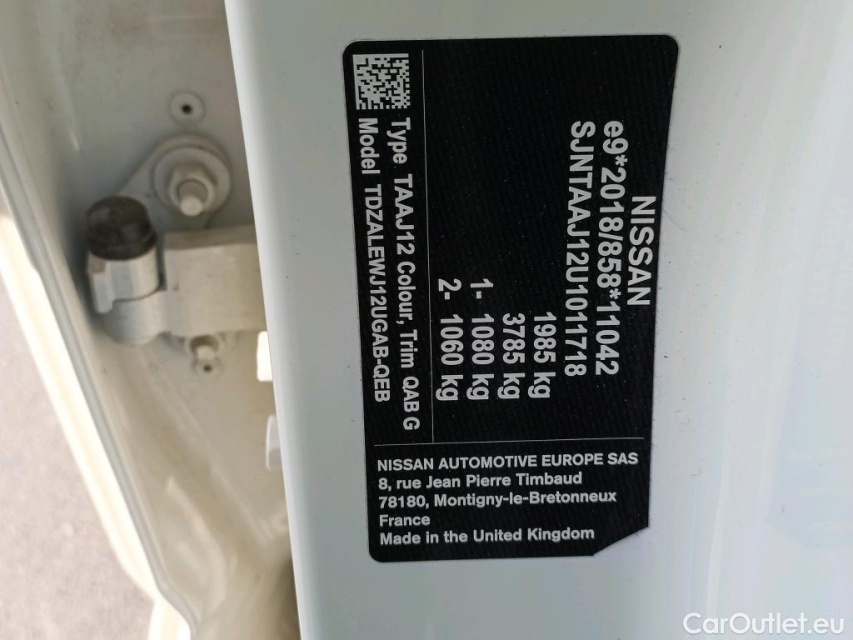 NISSAN
e9*2018/858*11042
SJNTAAJ12U1011718
1985 kg
3785 kg
1- 1080 kg
2- 1060 kg
Type TAAJ12 Colour, Trim QAB G
Model TDZALEWJ12UGAB-QEB
NISSAN AUTOMOTIVE EUROPE SAS
8, rue Jean Pierre Timbaud
78180, Montigny-le-Bretonneux
France
Made in the United Kingdom
CarOutlet.eu